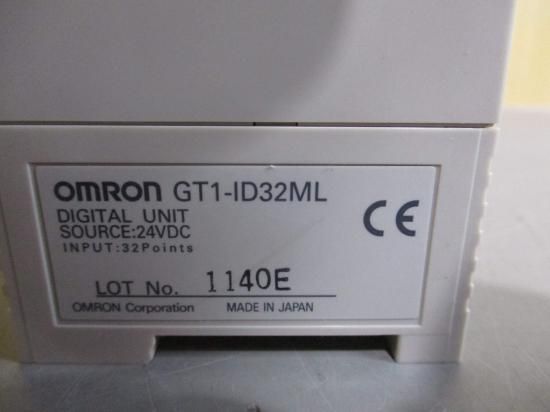 OMRON GT1-ID32ML
DIGITAL UNIT
SOURCE:24VDC
INPUT:32Points
CE
LOT No. 1140E
OMRON Corporation MADE IN JAPAN